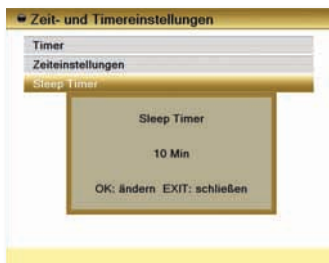 Zeit- und Timereinstellungen
Timer
Zeiteinstellungen
Sleep Timer
Sleep Timer
10 Min
OK: ändern EXIT: schließen